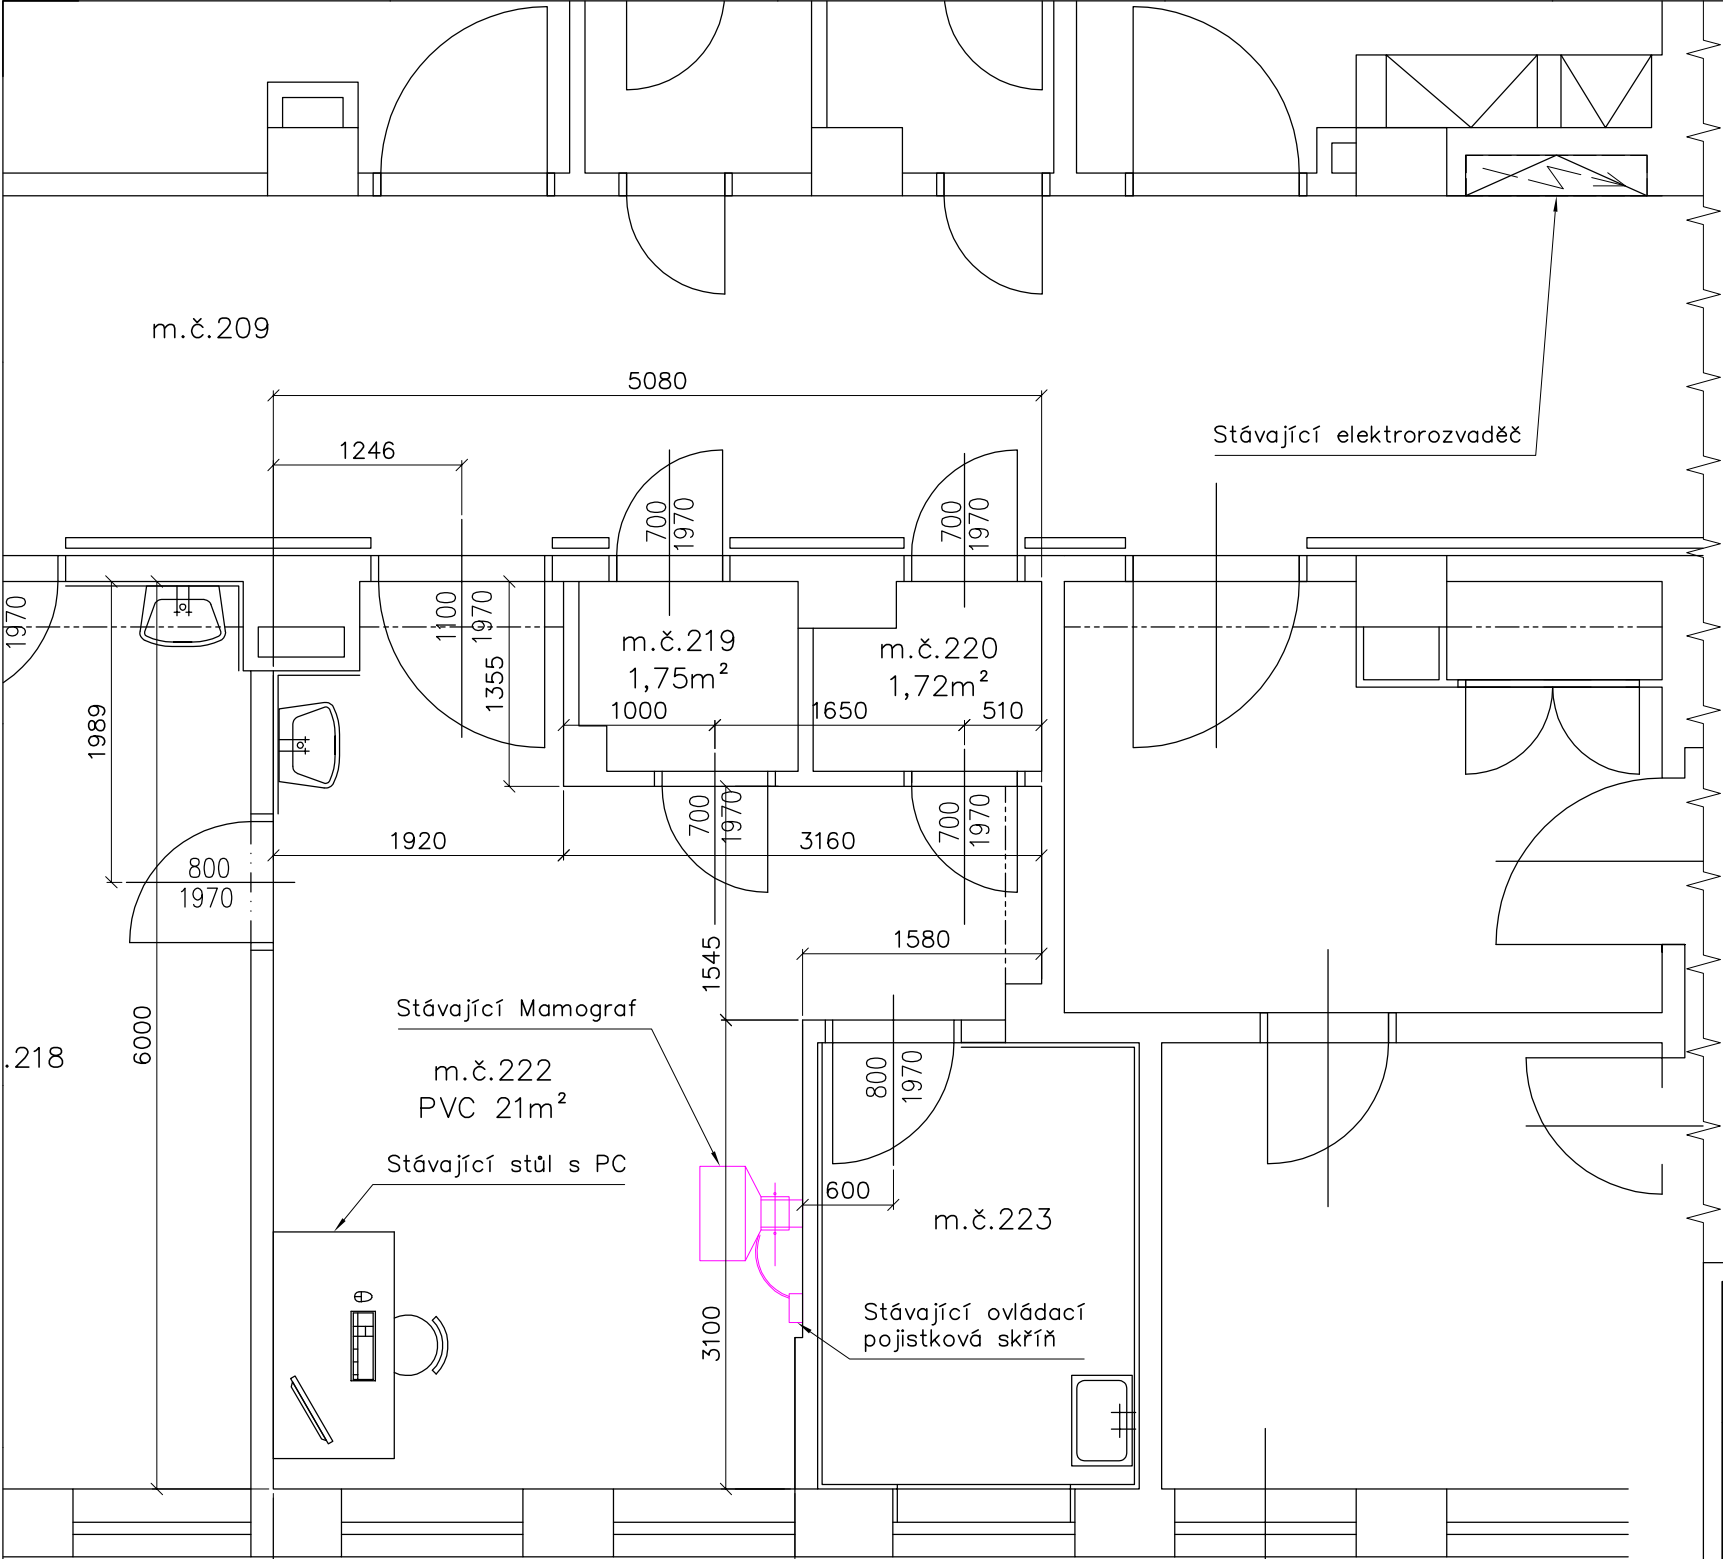 m.č.209
5080
Stávající elektrorozvaděč
1246
700
1970
700
1970
1970
1100
1970
1355
m.č.219
1,75m²
m.č.220
1,72m²
1989
1000
1650
510
700
1970
700
1970
1920
3160
800
1970
1580
1545
Stávající Mamograf
6000
.218
m.č.222
PVC 21m²
800
1970
Stávající stůl s PC
600
m.č.223
Stávající ovládací
pojistková skříň
3100